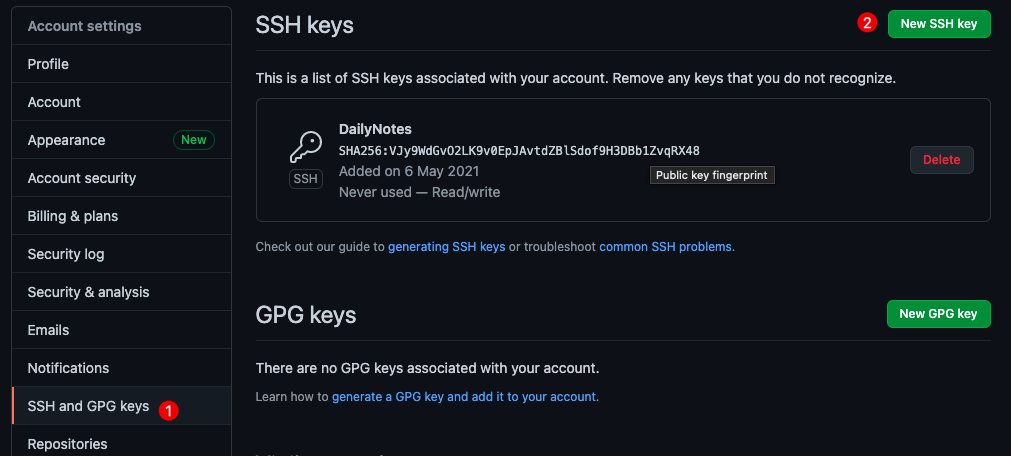 Account settings
Profile
Account
Appearance New
Account security
Billing & plans
Security log
Security & analysis
Emails
Notifications
SSH and GPG keys 1
Repositories
SSH keys 2 New SSH key
This is a list of SSH keys associated with your account. Remove any keys that you do not recognize.
DailyNotes
SHA256:VJy9WdGvO2LK9v0EpJAvtdZBlSdof9H3DBb1ZvqRX48
SSH
Added on 6 May 2021
Never used — Read/write
Public key fingerprint
Delete
Check out our guide to generating SSH keys or troubleshoot common SSH problems.
GPG keys New GPG key
There are no GPG keys associated with your account.
Learn how to generate a GPG key and add it to your account.